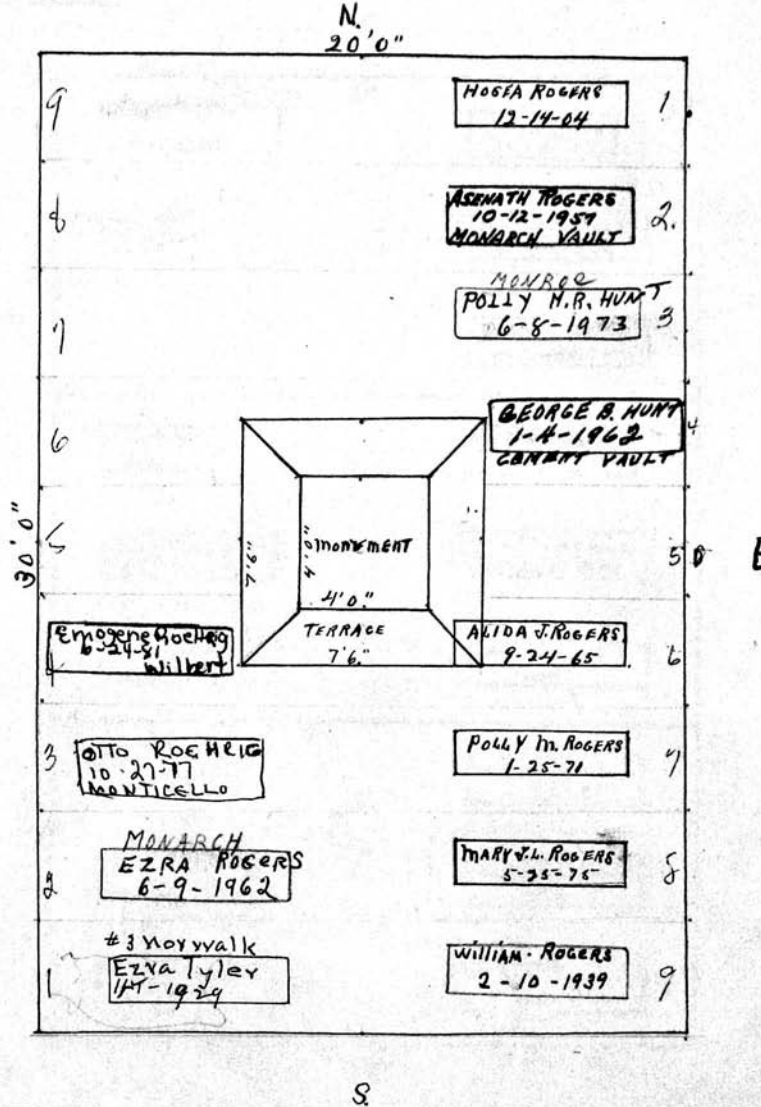 N.
20'0"
9
HOSEA ROGERS
12-14-04
1
8
ASENATH ROGERS
10-12-1957
MONARCH VAULT
2.
7
MONROE
POLLY H.R. HUNT
6-8-1973
3
6
GEORGE B. HUNT
1-4-1962
CEMENT VAULT
4
30'0"
5
7'6"
4'0"
MONUMENT
4'0"
TERRACE
7'6"
5
E
Emogene Roehrig
6-24-81
Wilbert
4
ALIDA J. ROGERS.
9-24-65
6
3
OTTO ROEHRIG
10-27-77
MONTICELLO
POLLY M. ROGERS
1-25-71
7
2
MONARCH
EZRA ROGERS
6-9-1962
MARY J.L. ROGERS
5-25-75
8
1
#3 Norwalk
Ezra Tyler
1929
WILLIAM. ROGERS
2-10-1939
9
S.